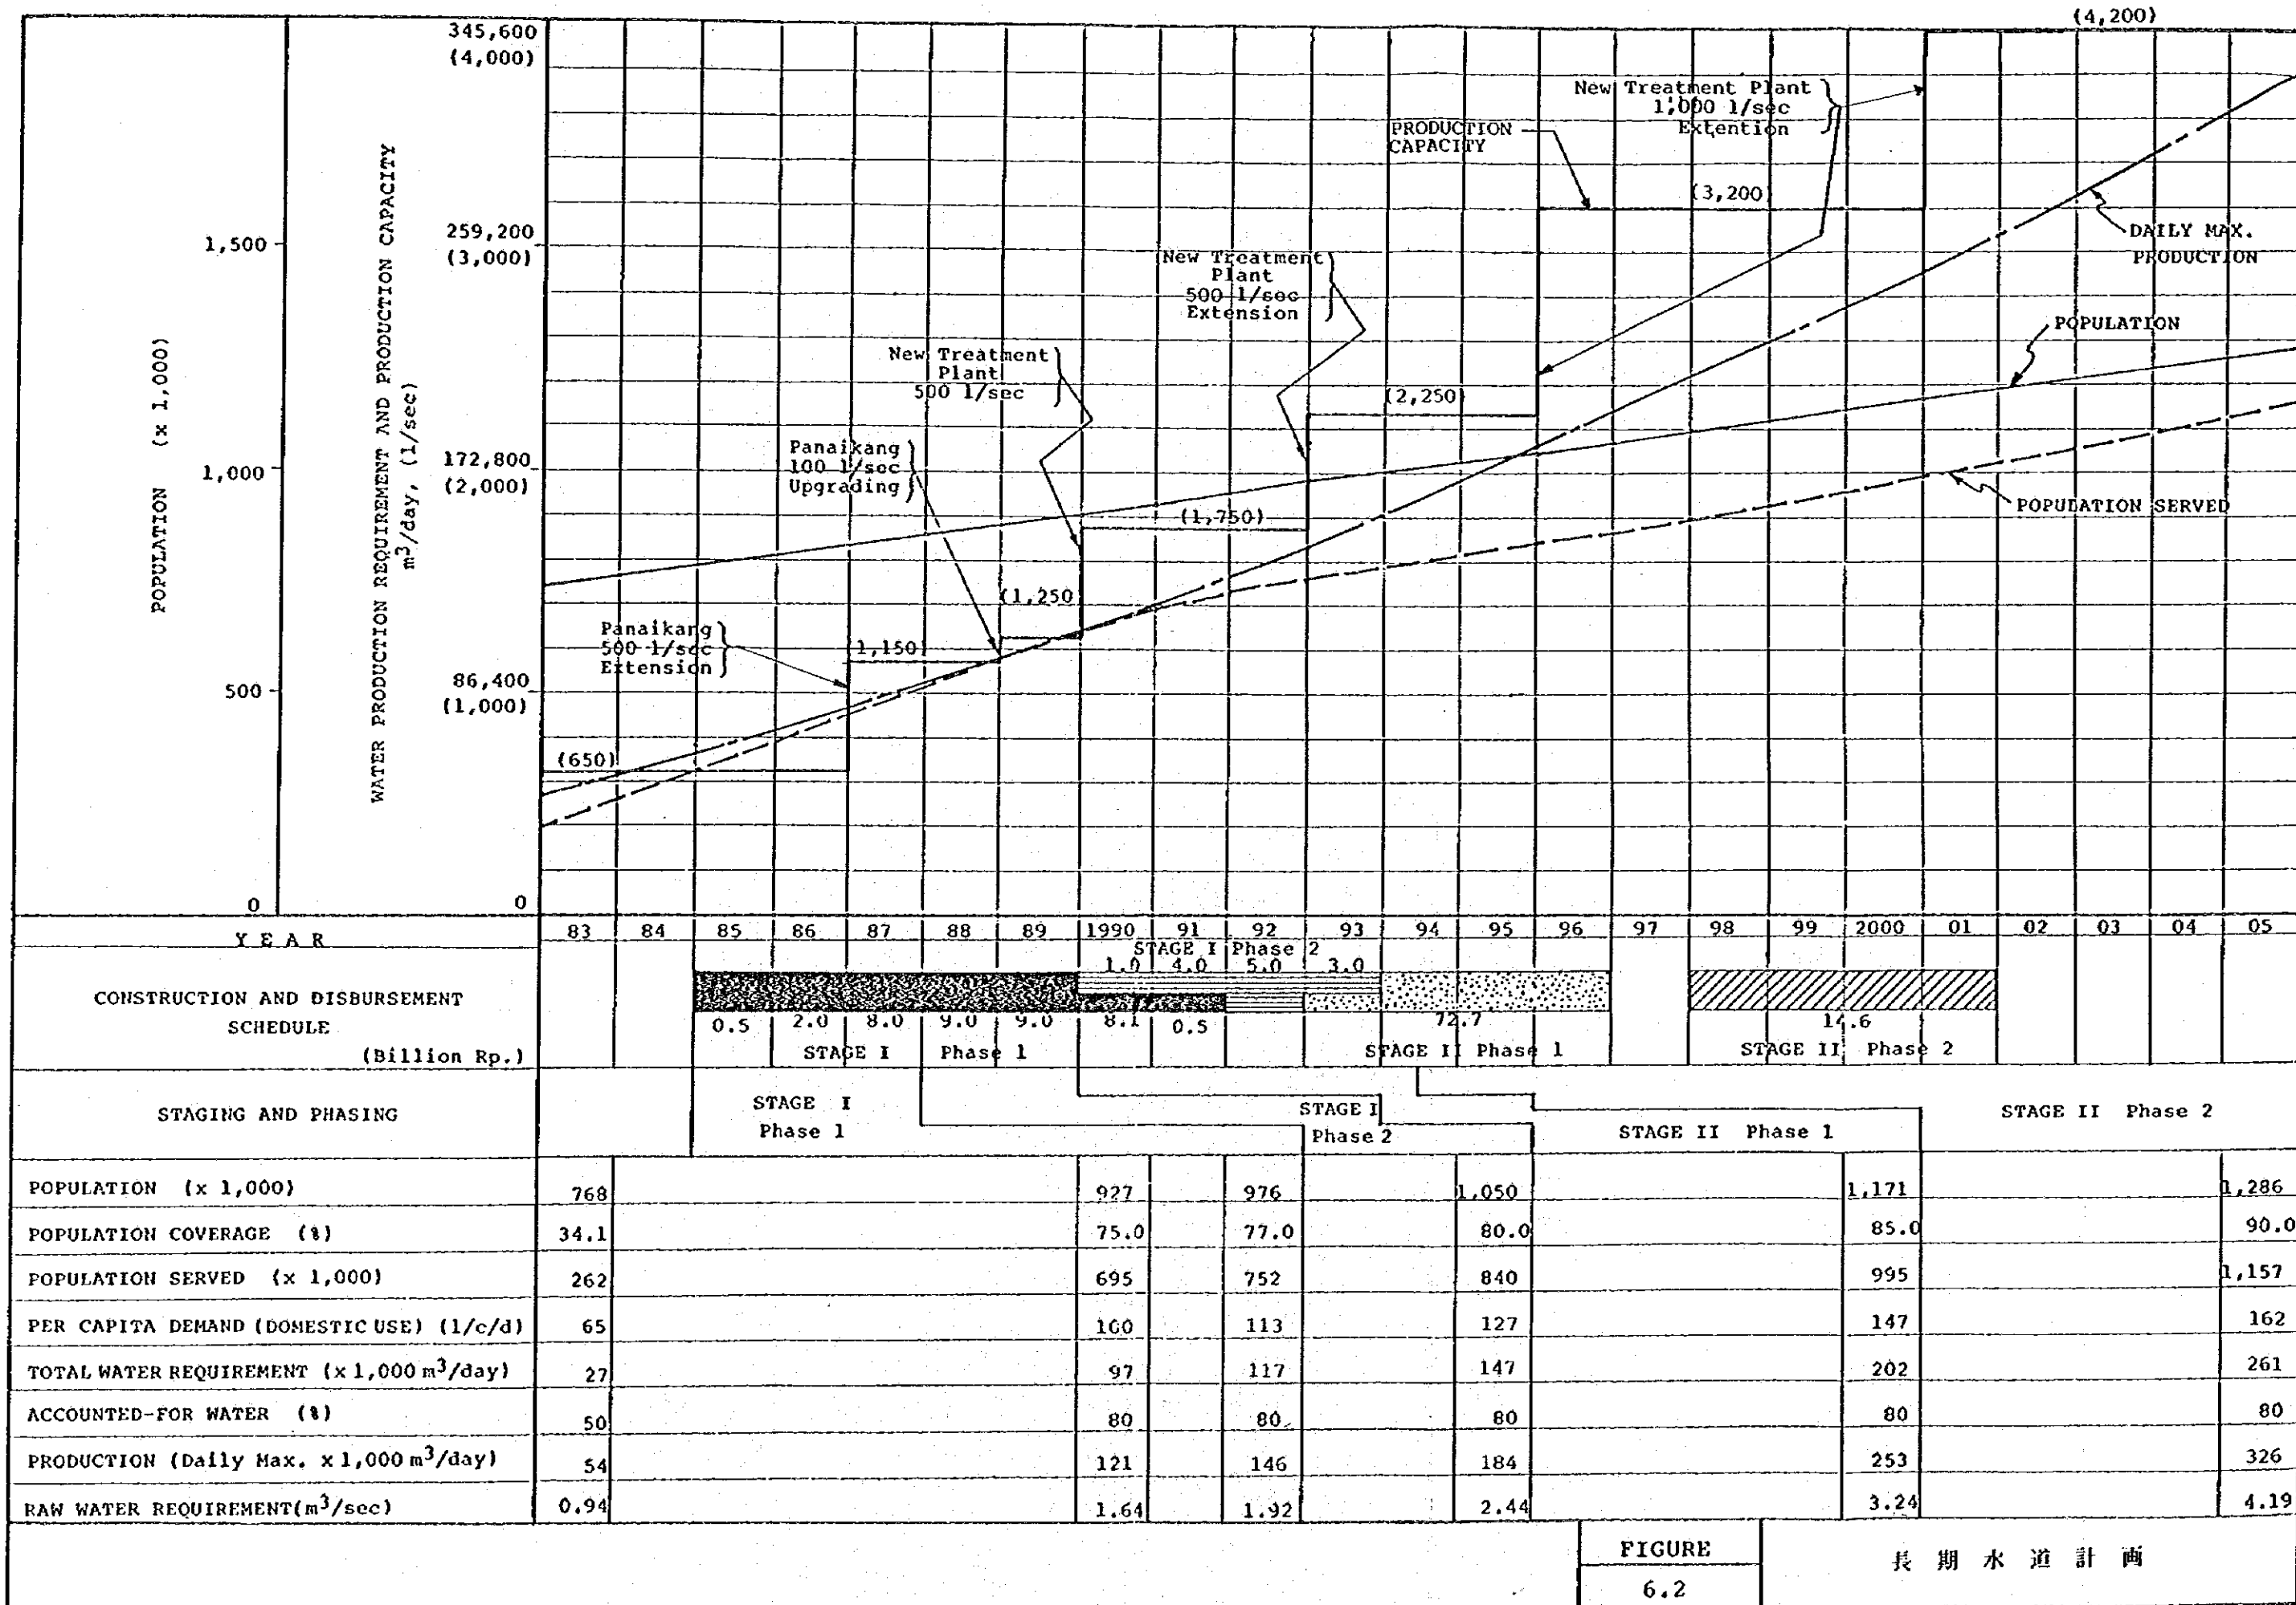 (4,200)
345,600
(4,000)
New Treatment Plant
1,000 l/sec
Extention
PRODUCTION
CAPACITY
(3,200)
1,500
259,200
(3,000)
DAILY MAX.
PRODUCTION
New Treatment
Plant
500 l/sec
Extension
POPULATION
New Treatment
Plant
500 l/sec
(2,250)
POPULATION (x 1,000)
WATER PRODUCTION REQUIREMENT AND PRODUCTION CAPACITY
m³/day, (l/sec)
Panaikang
100 l/sec
Upgrading
1,000
172,800
(2,000)
(1,750)
POPULATION SERVED
(1,250
Panaikang
500 l/sec
Extension
1,150)
500
86,400
(1,000)
(650)
0
0
YEAR 83 84 85 86 87 88 89 1990 91 92 93 94 95 96 97 98 99 2000 01 02 03 04 05
STAGE I Phase 2
1.0 4.0 5.0 3.0
CONSTRUCTION AND DISBURSEMENT
SCHEDULE
(Billion Rp.)
0.5 2.0 8.0 9.0 9.0 8.1 0.5 72.7 14.6
STAGE I Phase 1 STAGE II Phase 1 STAGE II Phase 2
STAGING AND PHASING
STAGE I
Phase 1
STAGE I
Phase 2
STAGE II Phase 1
STAGE II Phase 2
POPULATION (x 1,000) 768 927 976 1,050 1,171 1,286
POPULATION COVERAGE (%) 34.1 75.0 77.0 80.0 85.0 90.0
POPULATION SERVED (x 1,000) 262 695 752 840 995 1,157
PER CAPITA DEMAND (DOMESTIC USE) (l/c/d) 65 100 113 127 147 162
TOTAL WATER REQUIREMENT (x 1,000 m³/day) 27 97 117 147 202 261
ACCOUNTED-FOR WATER (%) 50 80 80 80 80 80
PRODUCTION (Daily Max. x 1,000 m³/day) 54 121 146 184 253 326
RAW WATER REQUIREMENT(m³/sec) 0.94 1.64 1.92 2.44 3.24 4.19
FIGURE
6.2
長期水道計画